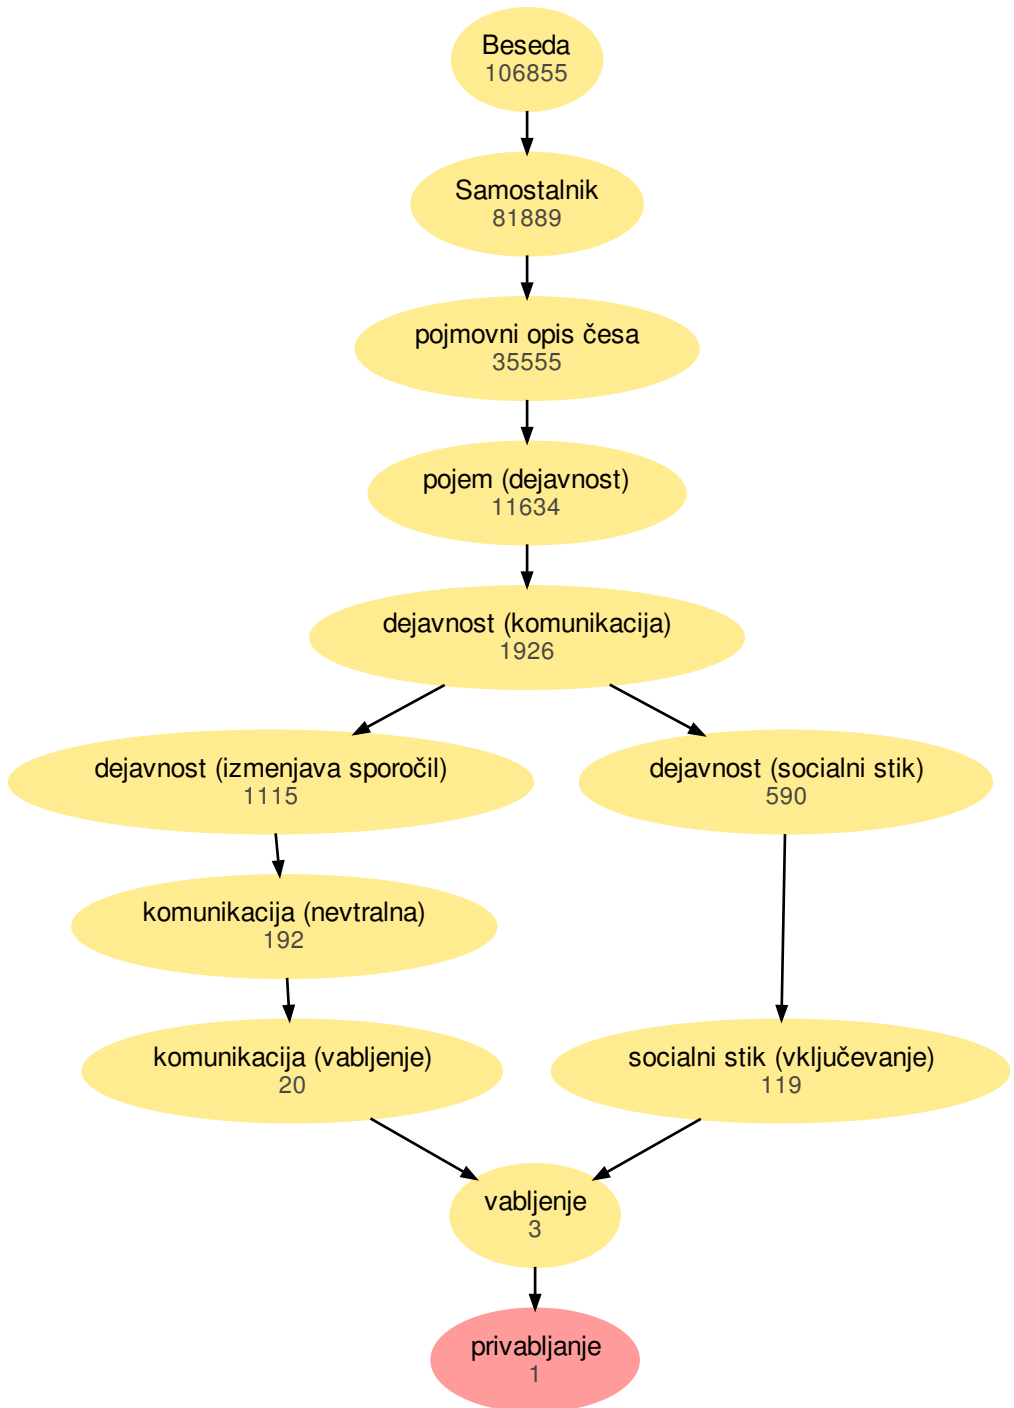 Beseda
106855
Samostalnik
81889
pojmovni opis česa
35555
pojem (dejavnost)
11634
dejavnost (komunikacija)
1926
dejavnost (izmenjava sporočil)
1115
dejavnost (socialni stik)
590
komunikacija (nevtralna)
192
komunikacija (vabljenje)
20
socialni stik (vključevanje)
119
vabljenje
3
privabljanje
1